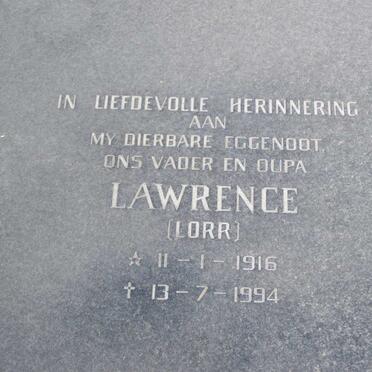 IN LIEFDEVOLLE HERINNERING
AAN
MY DIERBARE EGGENOOT,
ONS VADER EN OUPA
LAWRENCE
(LORR)
☆ 11 - 1 - 1916
✝ 13 - 7 - 1994